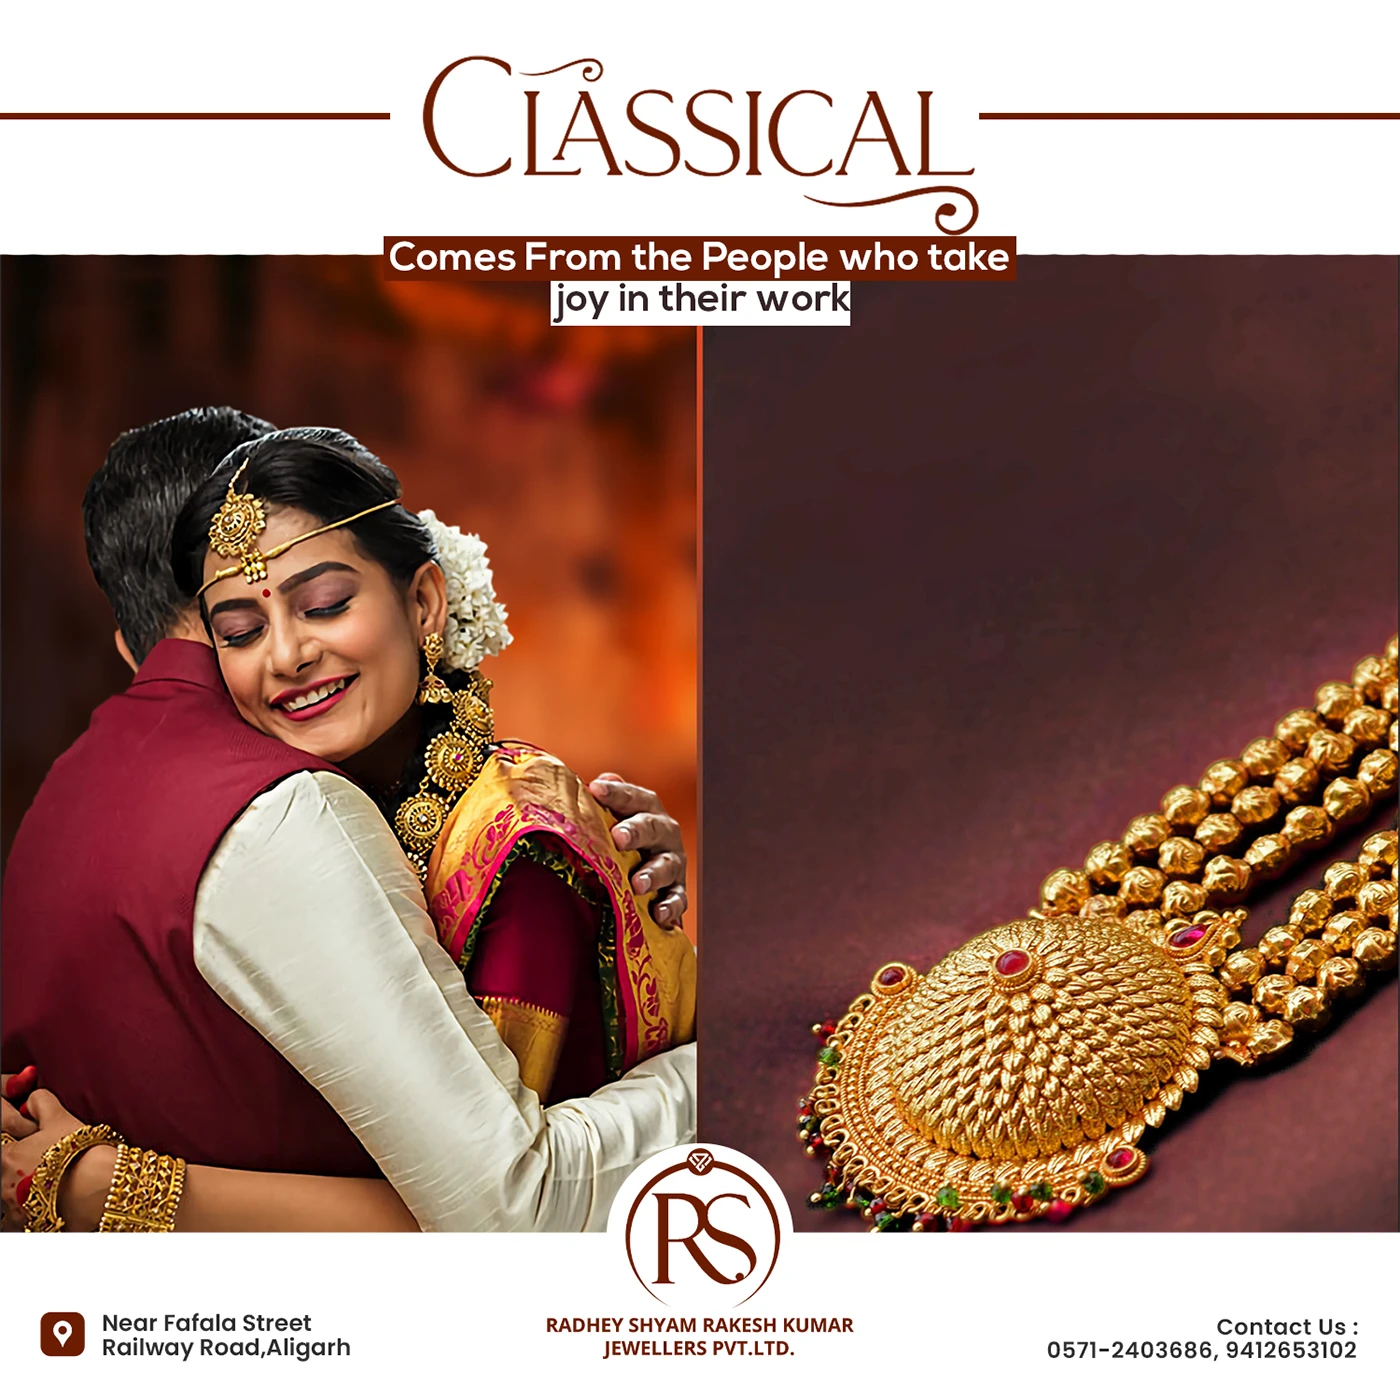 CLASSICAL
Comes From the People who take
joy in their work
RS
RADHEY SHYAM RAKESH KUMAR
JEWELLERS PVT.LTD.
Near Fafala Street
Railway Road,Aligarh
Contact Us :
0571-2403686, 9412653102